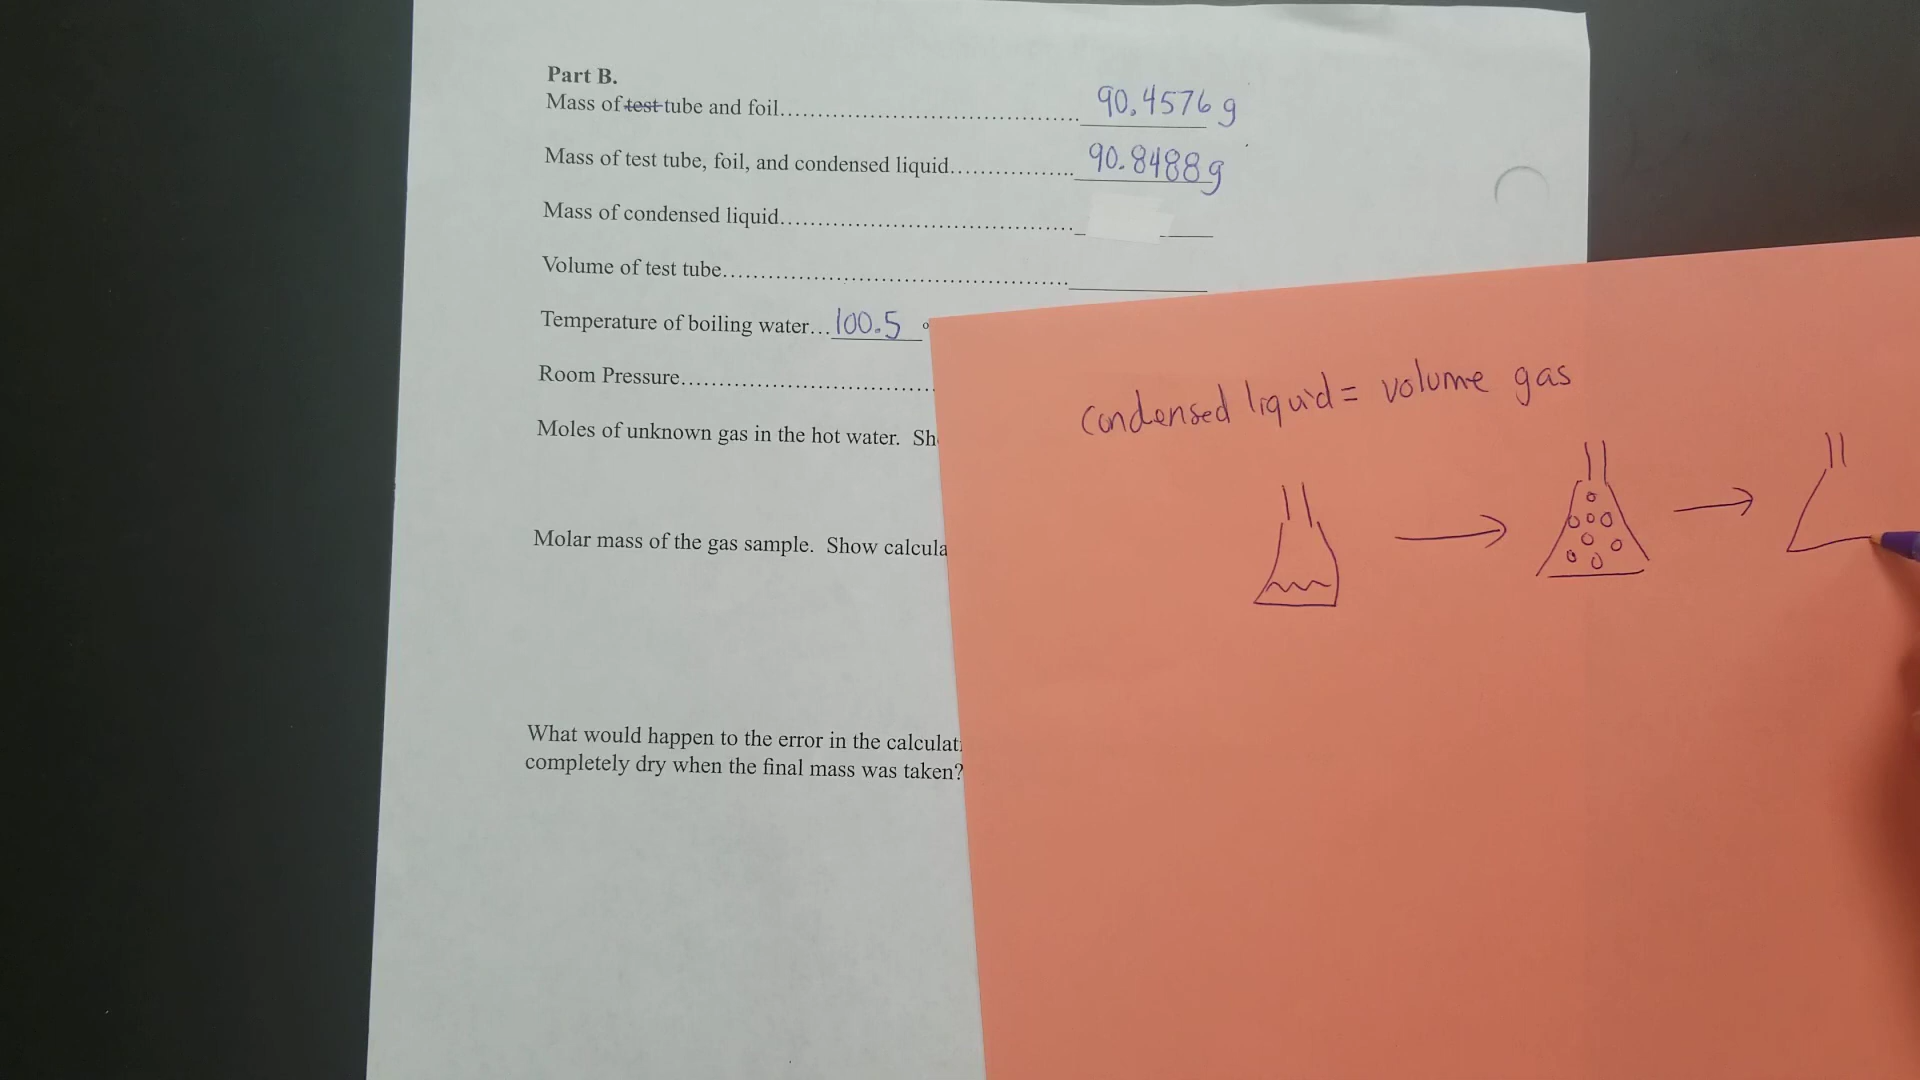 Part B.
Mass of test tube and foil........................................ 90.4576 g
Mass of test tube, foil, and condensed liquid................. 90.8488g
Mass of condensed liquid.......................................
Volume of test tube.............................................
Temperature of boiling water... 100.5 °
Room Pressure..................................
Moles of unknown gas in the hot water. Sh
Molar mass of the gas sample. Show calcula
What would happen to the error in the calculati
completely dry when the final mass was taken?
condensed liquid = volume gas